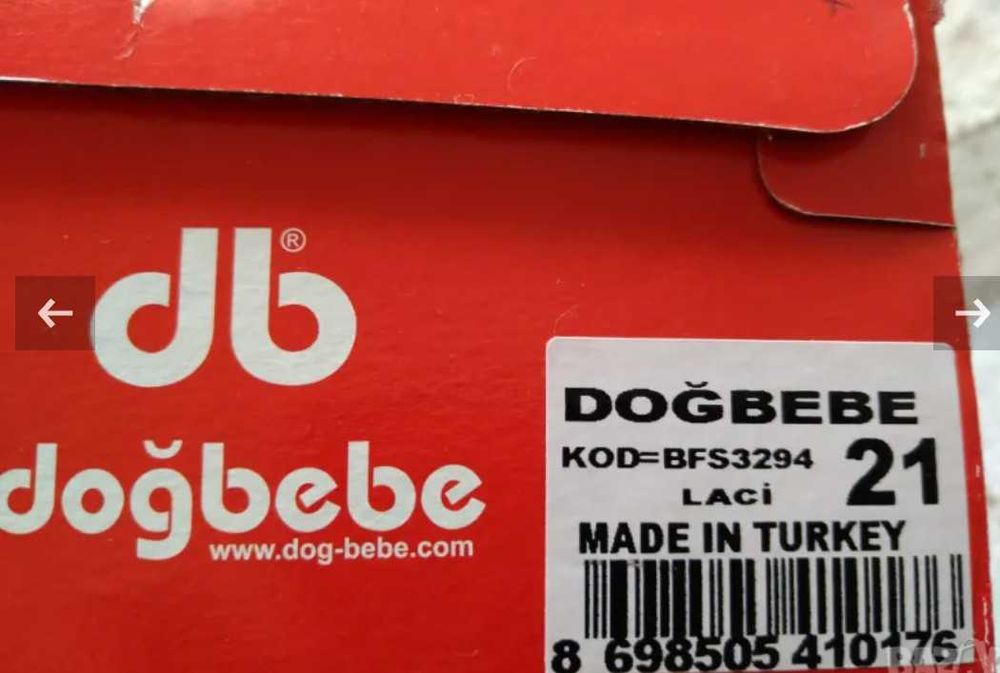 db®
doğbebe
www.dog-bebe.com
DOĞBEBE
KOD=BFS3294 21
LACİ
MADE IN TURKEY
8 698505 410176